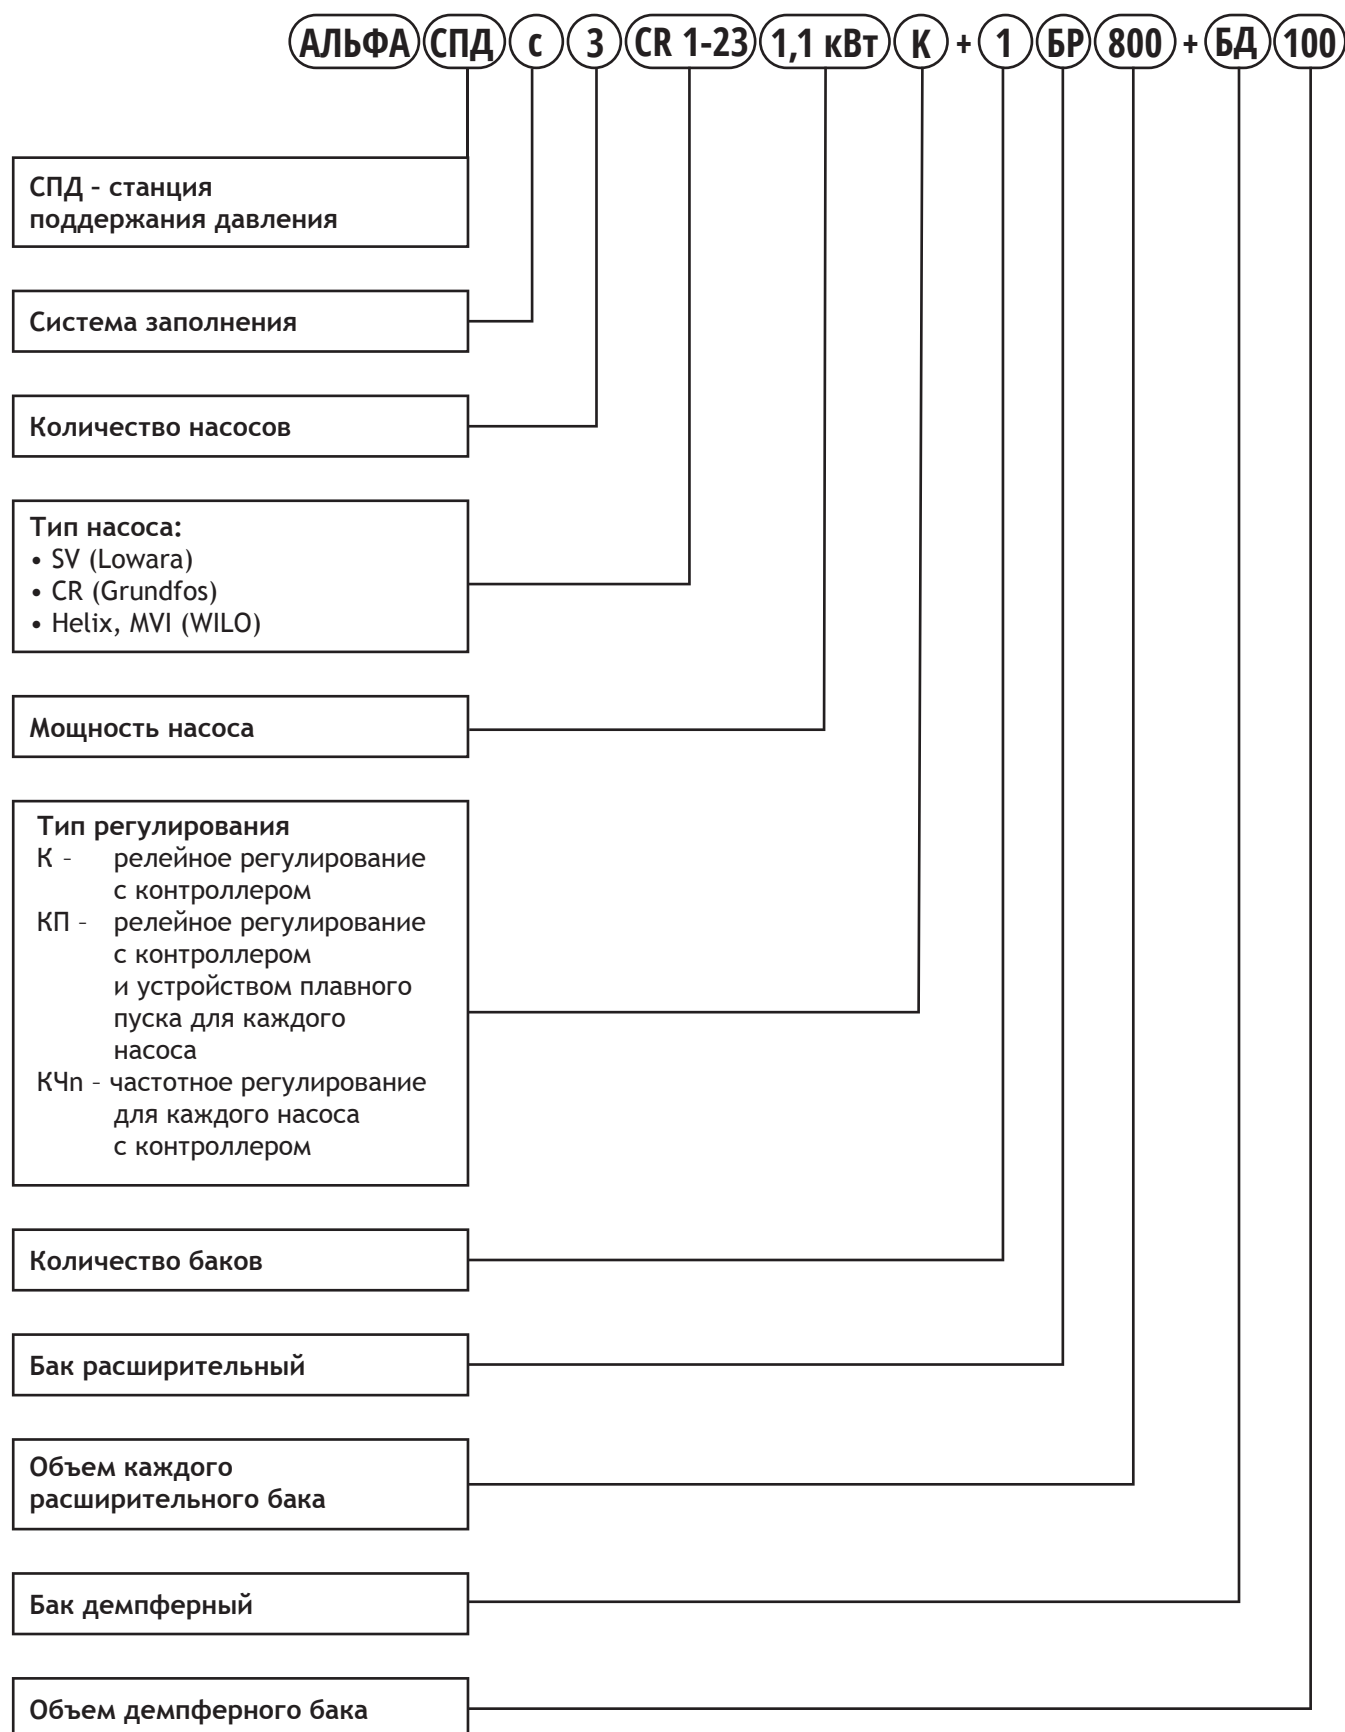 АЛЬФА СПД с 3 CR 1-23 1,1 кВт К + 1 БР 800 + БД 100
СПД – станция
поддержания давления
Система заполнения
Количество насосов
Тип насоса:
• SV (Lowara)
• CR (Grundfos)
• Helix, MVI (WILO)
Мощность насоса
Тип регулирования
К – релейное регулирование
с контроллером
КП – релейное регулирование
с контроллером
и устройством плавного
пуска для каждого
насоса
КЧn – частотное регулирование
для каждого насоса
с контроллером
Количество баков
Бак расширительный
Объем каждого
расширительного бака
Бак демпферный
Объем демпферного бака